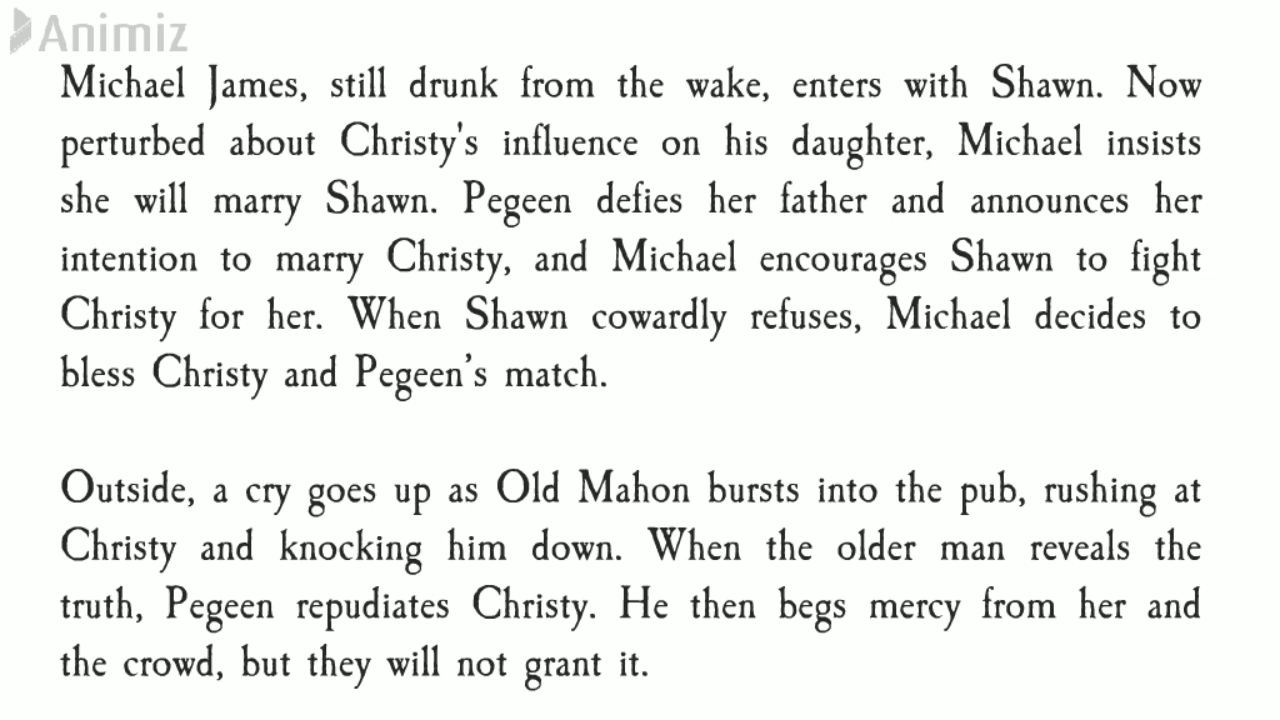 Animiz
Michael James, still drunk from the wake, enters with Shawn. Now
perturbed about Christy's influence on his daughter, Michael insists
she will marry Shawn. Pegeen defies her father and announces her
intention to marry Christy, and Michael encourages Shawn to fight
Christy for her. When Shawn cowardly refuses, Michael decides to
bless Christy and Pegeen’s match.
Outside, a cry goes up as Old Mahon bursts into the pub, rushing at
Christy and knocking him down. When the older man reveals the
truth, Pegeen repudiates Christy. He then begs mercy from her and
the crowd, but they will not grant it.